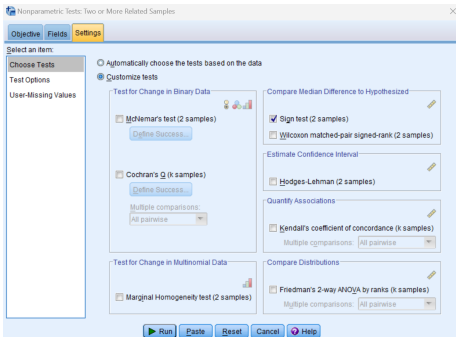 Nonparametric Tests: Two or More Related Samples
Objective Fields Settings
Select an item:
Choose Tests
Test Options
User-Missing Values
Automatically choose the tests based on the data
Customize tests
Test for Change in Binary Data
McNemar's test (2 samples)
Define Success...
Cochran's Q (k samples)
Define Success...
Multiple comparisons:
All pairwise
Test for Change in Multinomial Data
Marginal Homogeneity test (2 samples)
Compare Median Difference to Hypothesized
Sign test (2 samples)
Wilcoxon matched-pair signed-rank (2 samples)
Estimate Confidence Interval
Hodges-Lehman (2 samples)
Quantify Associations
Kendall's coefficient of concordance (k samples)
Multiple comparisons: All pairwise
Compare Distributions
Friedman's 2-way ANOVA by ranks (k samples)
Multiple comparisons: All pairwise
Run Paste Reset Cancel Help